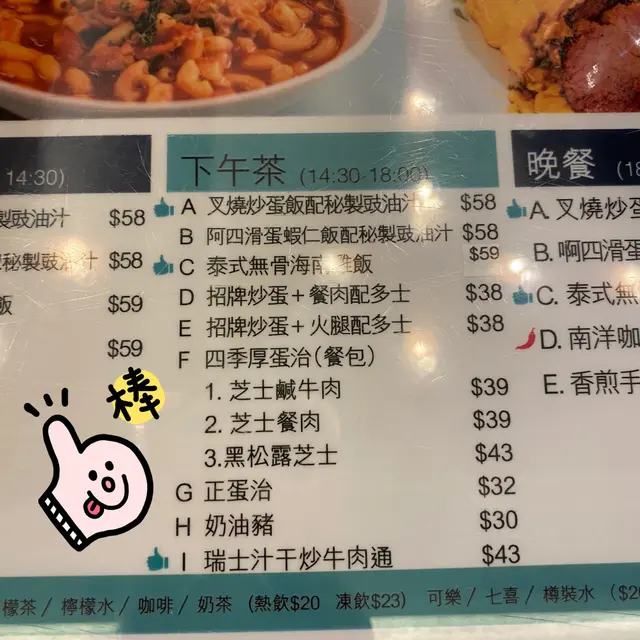 14:30)
下午茶 (14:30-18:00)
晚餐 (18
製豉油汁 $58
秘製豉油汁 $58
飯 $59
$59
A 叉燒炒蛋飯配秘製豉油汁 $58
B 阿四滑蛋蝦仁飯配秘製豉油汁 $58
C 泰式無骨海南雞飯 $59
D 招牌炒蛋+餐肉配多士 $38
E 招牌炒蛋+火腿配多士 $38
F 四季厚蛋治(餐包)
1. 芝士鹹牛肉 $39
2. 芝士餐肉 $39
3.黑松露芝士 $43
G 正蛋治 $32
H 奶油豬 $30
I 瑞士汁干炒牛肉通 $43
A. 叉燒炒蛋
B. 啊四滑蛋
C. 泰式無
D. 南洋咖
E. 香煎手
棒
檬茶/檸檬水/咖啡/奶茶 (熱飲$20 凍飲$23) 可樂/七喜/樽裝水 ($20